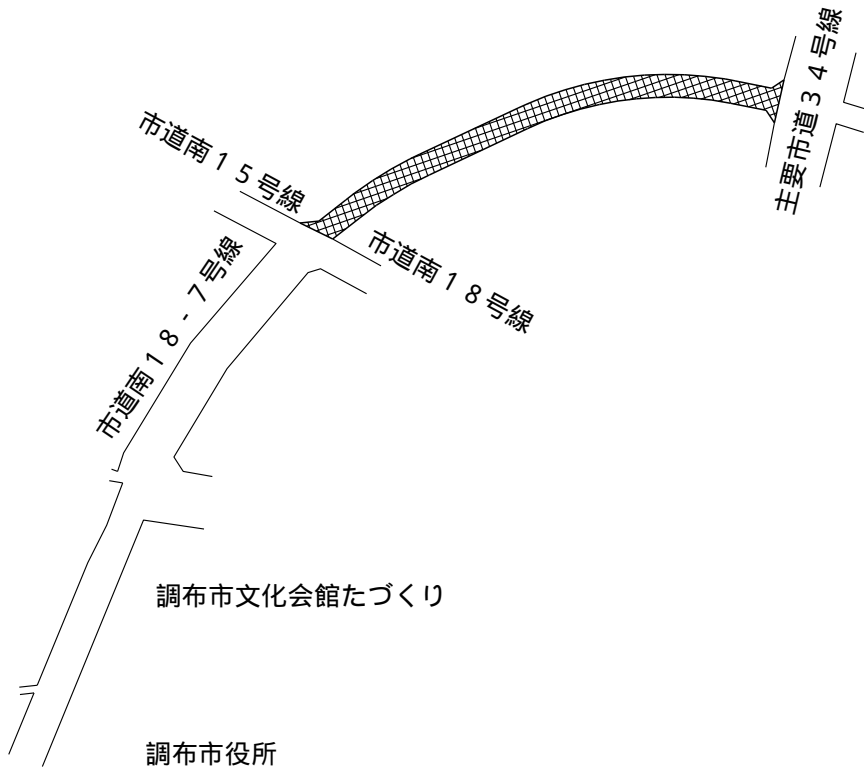 主要市道３４号線
市道南１５号線
市道南１８号線
市道南１８‐７号線
調布市文化会館たづくり
調布市役所